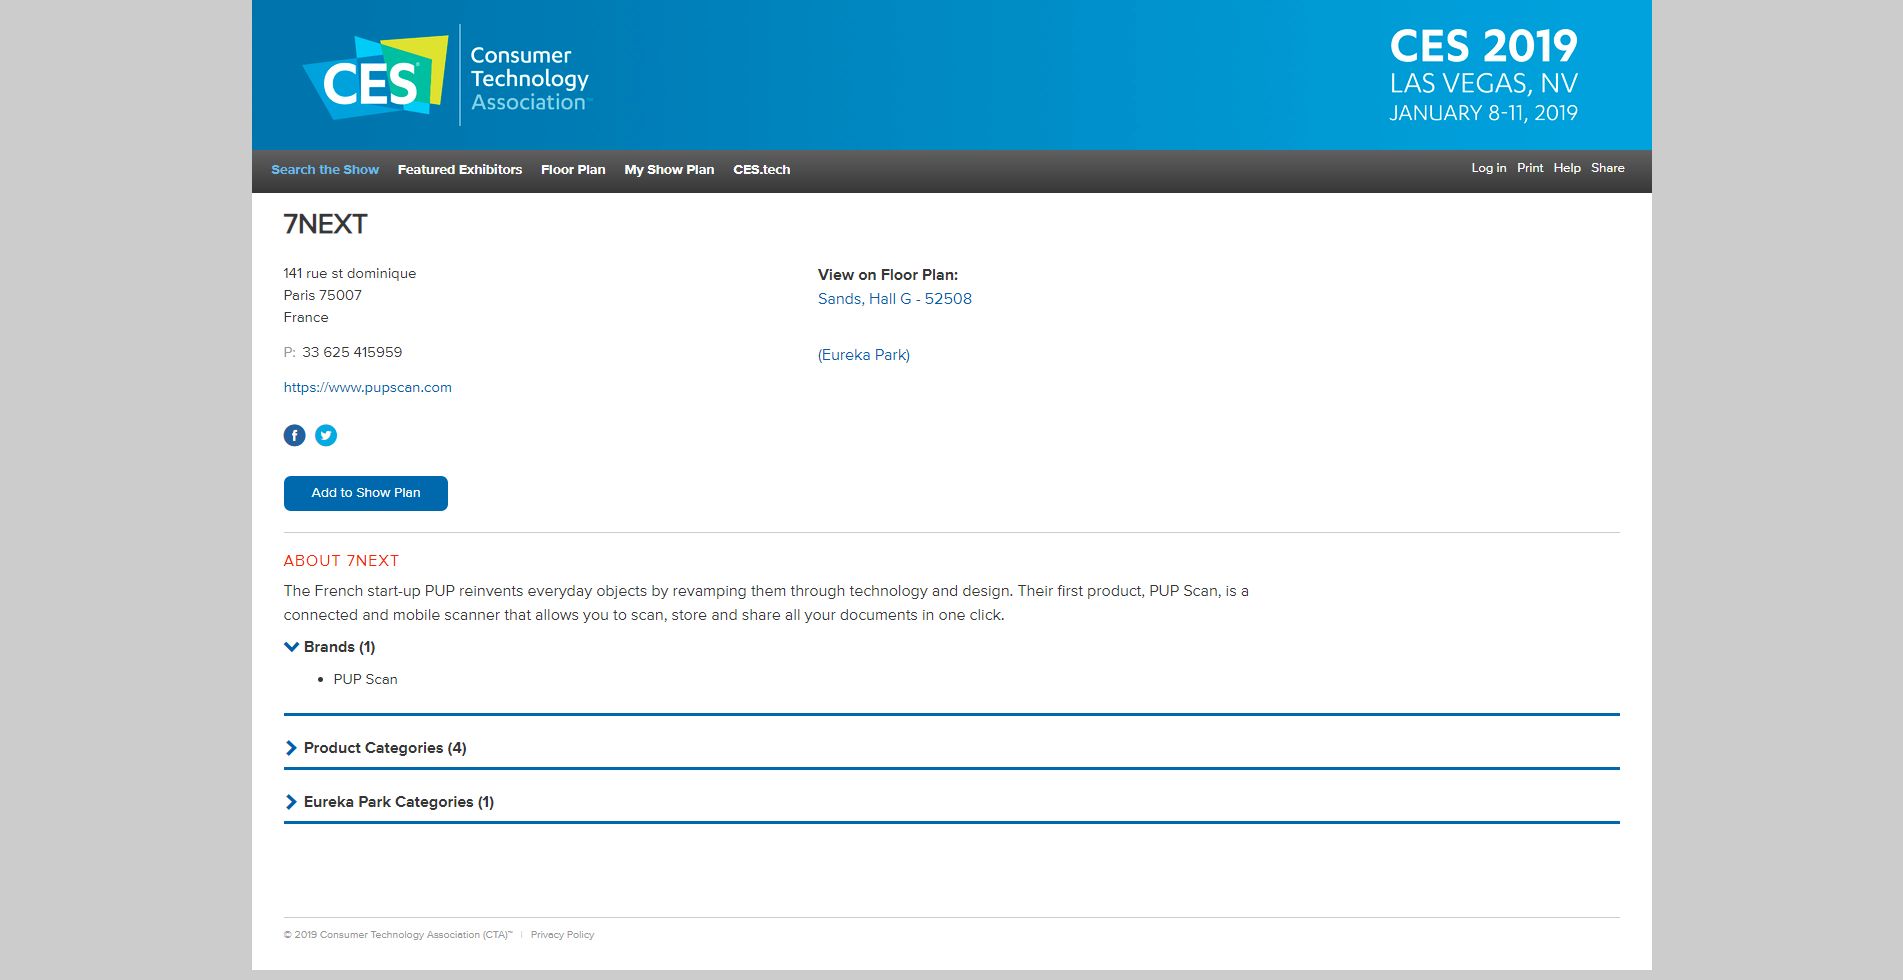 CES
Consumer
Technology
Association™
CES 2019
LAS VEGAS, NV
JANUARY 8-11, 2019
Search the Show Featured Exhibitors Floor Plan My Show Plan CES.tech
Log in Print Help Share
7NEXT
141 rue st dominique
Paris 75007
France
P: 33 625 415959
https://www.pupscan.com
View on Floor Plan:
Sands, Hall G - 52508
(Eureka Park)
Add to Show Plan
ABOUT 7NEXT
The French start-up PUP reinvents everyday objects by revamping them through technology and design. Their first product, PUP Scan, is a
connected and mobile scanner that allows you to scan, store and share all your documents in one click.
Brands (1)
• PUP Scan
Product Categories (4)
Eureka Park Categories (1)
© 2019 Consumer Technology Association (CTA)™ | Privacy Policy